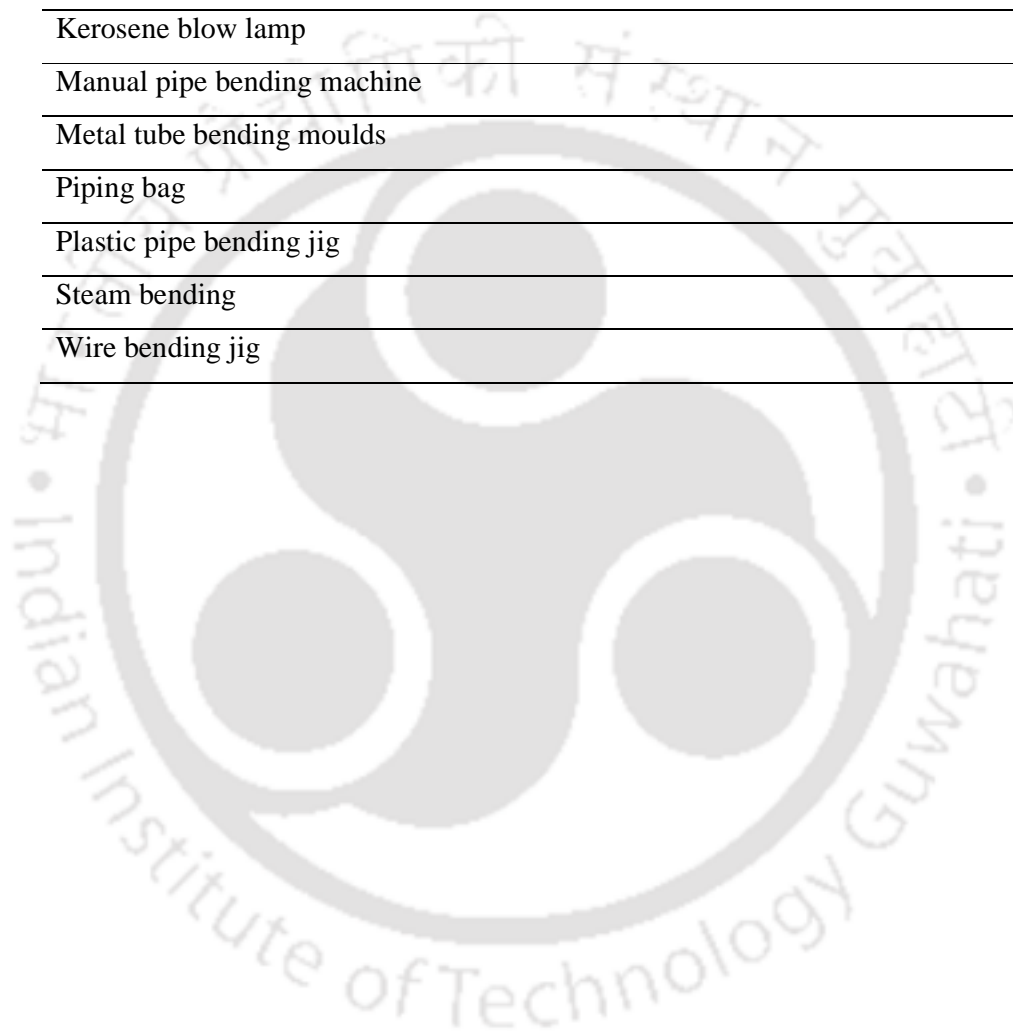 Kerosene blow lamp
Manual pipe bending machine
Metal tube bending moulds
Piping bag
Plastic pipe bending jig
Steam bending
Wire bending jig
भारतीय प्रौद्योगिकी संस्थान गुवाहाटी
Indian Institute of Technology Guwahati